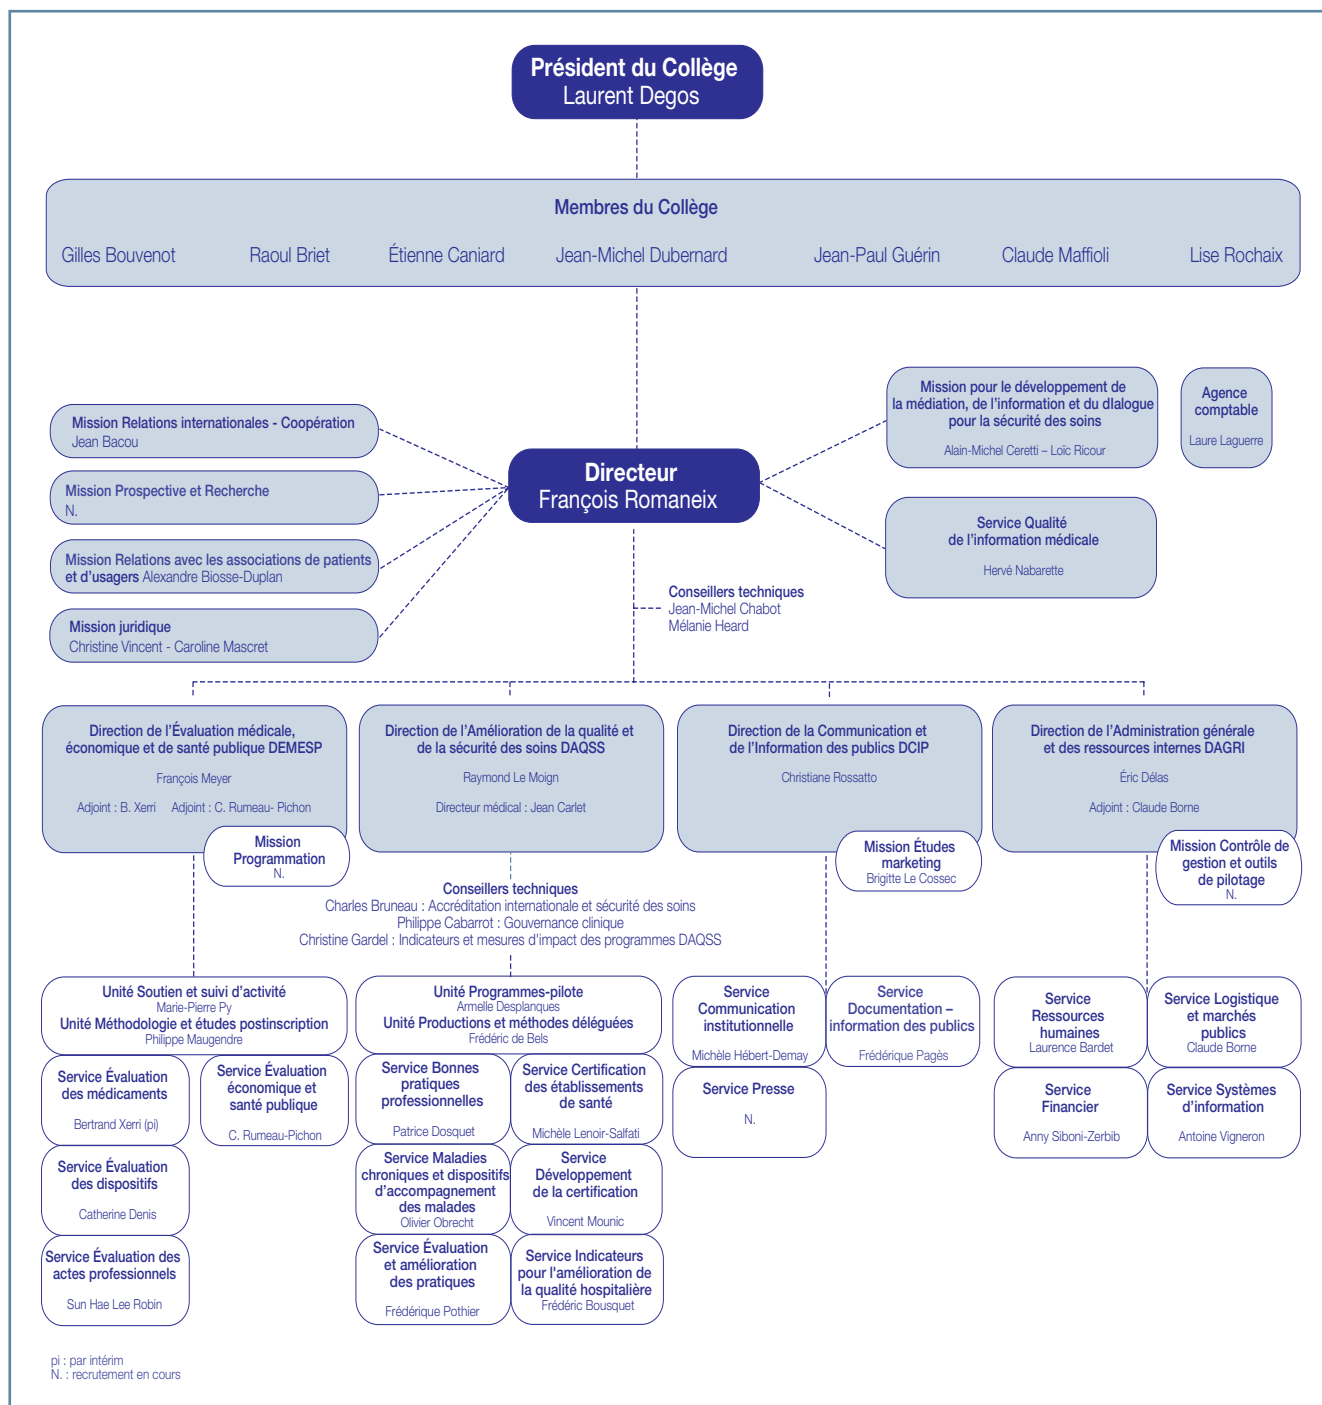 Président du Collège
Laurent Degos
Membres du Collège
Gilles Bouvenot
Raoul Briet
Étienne Caniard
Jean-Michel Dubernard
Jean-Paul Guérin
Claude Maffioli
Lise Rochaix
Mission Relations internationales - Coopération
Jean Bacou
Mission Prospective et Recherche
N.
Mission Relations avec les associations de patients
et d'usagers Alexandre Biosse-Duplan
Mission juridique
Christine Vincent - Caroline Mascret
Directeur
François Romaneix
Mission pour le développement de
la médiation, de l'information et du dIalogue
pour la sécurité des soins
Alain-Michel Ceretti – Loïc Ricour
Agence
comptable
Laure Laguerre
Service Qualité
de l'information médicale
Hervé Nabarette
Conseillers techniques
Jean-Michel Chabot
Mélanie Heard
Direction de l'Évaluation médicale,
économique et de santé publique DEMESP
François Meyer
Adjoint : B. Xerri Adjoint : C. Rumeau- Pichon
Mission
Programmation
N.
Direction de l'Amélioration de la qualité et
de la sécurité des soins DAQSS
Raymond Le Moign
Directeur médical : Jean Carlet
Direction de la Communication et
de l'Information des publics DCIP
Christiane Rossatto
Mission Études
marketing
Brigitte Le Cossec
Direction de l'Administration générale
et des ressources internes DAGRI
Éric Délas
Adjoint : Claude Borne
Mission Contrôle de
gestion et outils
de pilotage
N.
Conseillers techniques
Charles Bruneau : Accréditation internationale et sécurité des soins
Philippe Cabarrot : Gouvernance clinique
Christine Gardel : Indicateurs et mesures d'impact des programmes DAQSS
Unité Soutien et suivi d'activité
Marie-Pierre Py
Unité Méthodologie et études postinscription
Philippe Maugendre
Service Évaluation
des médicaments
Bertrand Xerri (pi)
Service Évaluation
économique et
santé publique
C. Rumeau-Pichon
Service Évaluation
des dispositifs
Catherine Denis
Service Évaluation des
actes professionnels
Sun Hae Lee Robin
Unité Programmes-pilote
Armelle Desplanques
Unité Productions et méthodes déléguées
Frédéric de Bels
Service Bonnes
pratiques
professionnelles
Patrice Dosquet
Service Certification
des établissements
de santé
Michèle Lenoir-Salfati
Service Maladies
chroniques et dispositifs
d'accompagnement
des malades
Olivier Obrecht
Service
Développement
de la certification
Vincent Mounic
Service Évaluation
et amélioration
des pratiques
Frédérique Pothier
Service Indicateurs
pour l'amélioration de
la qualité hospitalière
Frédéric Bousquet
Service
Communication
institutionnelle
Michèle Hébert-Demay
Service
Documentation –
information des publics
Frédérique Pagès
Service Presse
N.
Service
Ressources
humaines
Laurence Bardet
Service Logistique
et marchés
publics
Claude Borne
Service
Financier
Anny Siboni-Zerbib
Service Systèmes
d'information
Antoine Vigneron
pi : par intérim
N. : recrutement en cours